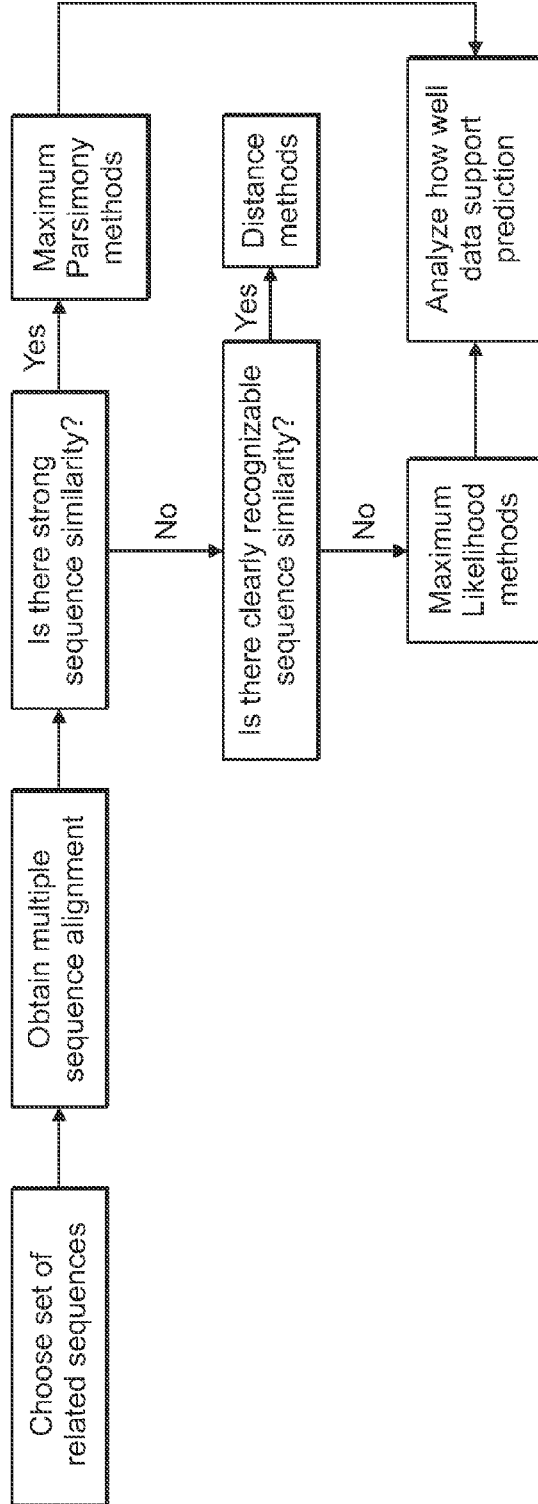 Choose set of
related sequences
Obtain multiple
sequence alignment
Is there strong
sequence similarity?
Yes
Maximum
Parsimony
methods
No
Is there clearly recognizable
sequence similarity?
Yes
Distance
methods
No
Maximum
Likelihood
methods
Analyze how well
data support
prediction